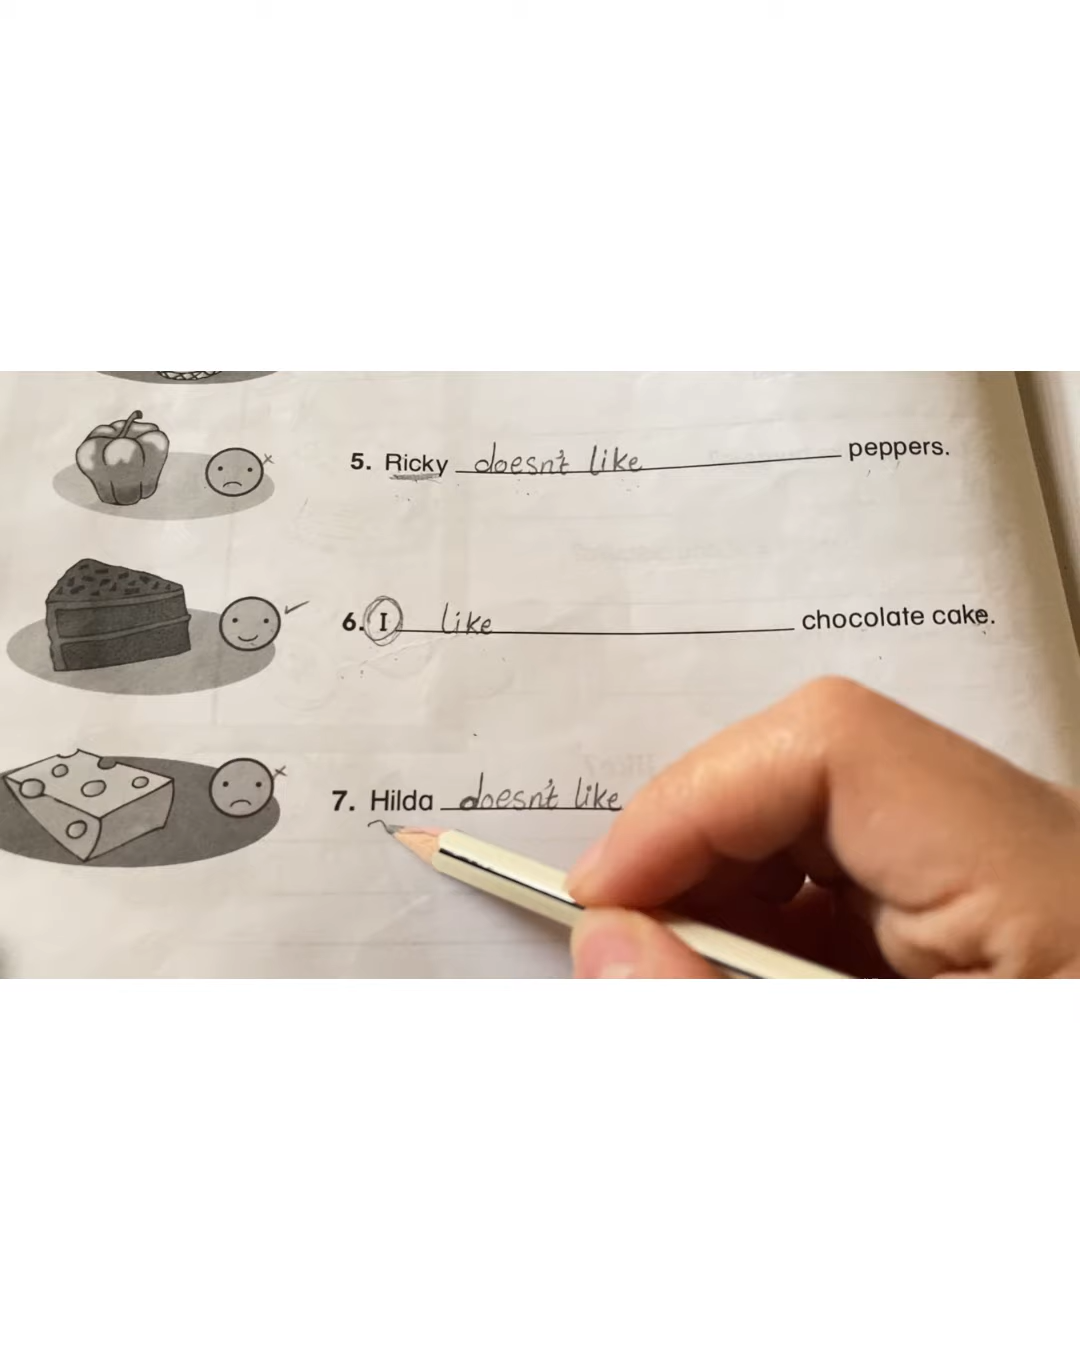 5. Ricky doesn't like peppers.
6. I like chocolate cake.
7. Hilda doesn't like